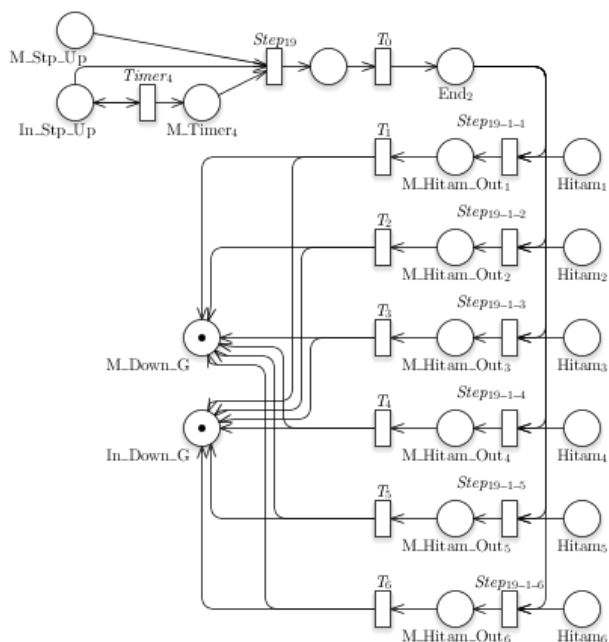 M_Stp_Up
Step₁₉
T₀
Timer₄
In_Stp_Up
M_Timer₄
End₂
T₁
Step₁₉₋₁₋₁
M_Hitam_Out₁
Hitam₁
T₂
Step₁₉₋₁₋₂
M_Hitam_Out₂
Hitam₂
T₃
Step₁₉₋₁₋₃
M_Down_G
M_Hitam_Out₃
Hitam₃
T₄
Step₁₉₋₁₋₄
In_Down_G
M_Hitam_Out₄
Hitam₄
T₅
Step₁₉₋₁₋₅
M_Hitam_Out₅
Hitam₅
T₆
Step₁₉₋₁₋₆
M_Hitam_Out₆
Hitam₆